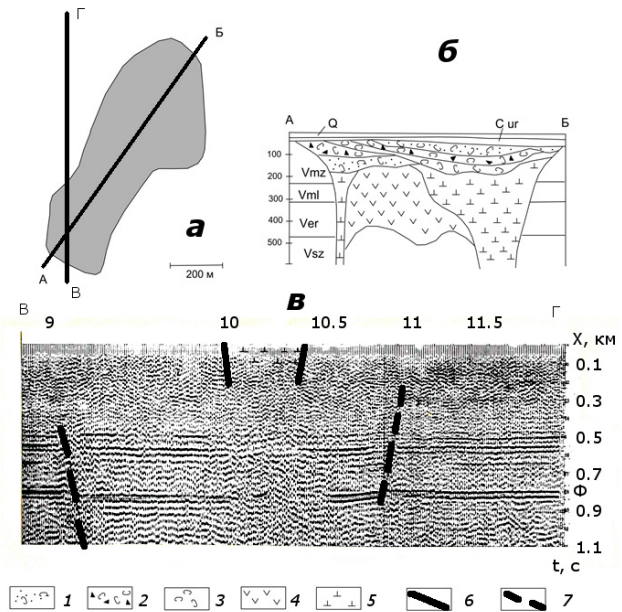 Г
Б
а
А
В
200 м
б
А
Q
С ur
Б
100
200
300
400
500
Vmz
Vml
Ver
Vsz
в
В
9
10
10.5
11
11.5
Г
X, км
0.1
0.3
0.5
0.7
Ф
0.9
1.1
t, с
1 2 3 4 5 6 7